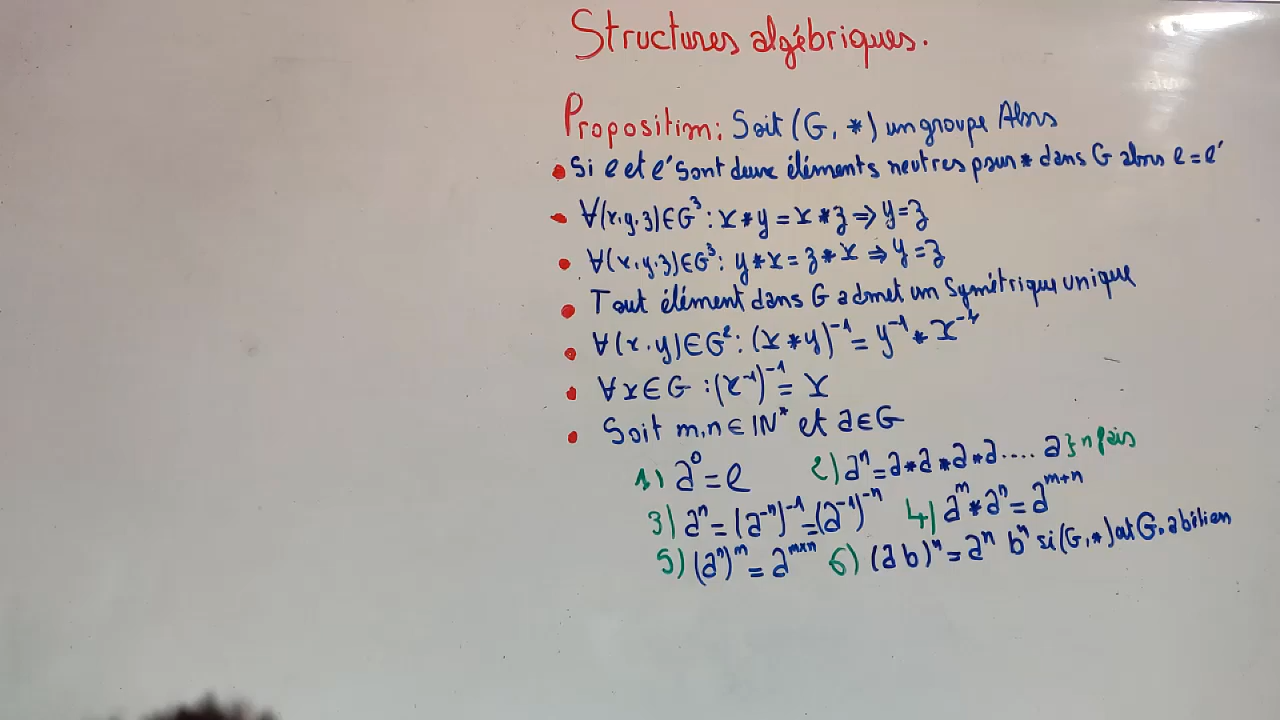 Structures algébriques.
Proposition: Soit (G, *) un groupe Alors
• Si e et e' sont deux éléments neutres pour * dans G alors e = e'
• ∀(x,y,z)∈G³: x * y = x * z ⇒ y = z
• ∀(x,y,z)∈G³: y * x = z * x ⇒ y = z
• Tout élément dans G admet un Symétrique unique
• ∀(x,y)∈G²: (x * y)⁻¹ = y⁻¹ * x⁻¹
• ∀x∈G : (x⁻¹)⁻¹ = x
• Soit m,n ∈ IN* et a∈G
1) a⁰ = e 2) aⁿ = a*a*a*a.... a } n fois
3) aⁿ = (a⁻ⁿ)⁻¹ = (a⁻¹)⁻ⁿ 4) aᵐ * aⁿ = aᵐ⁺ⁿ
5) (aⁿ)ᵐ = aᵐˣⁿ 6) (ab)ⁿ = aⁿ bⁿ si (G,*) est G. abélien